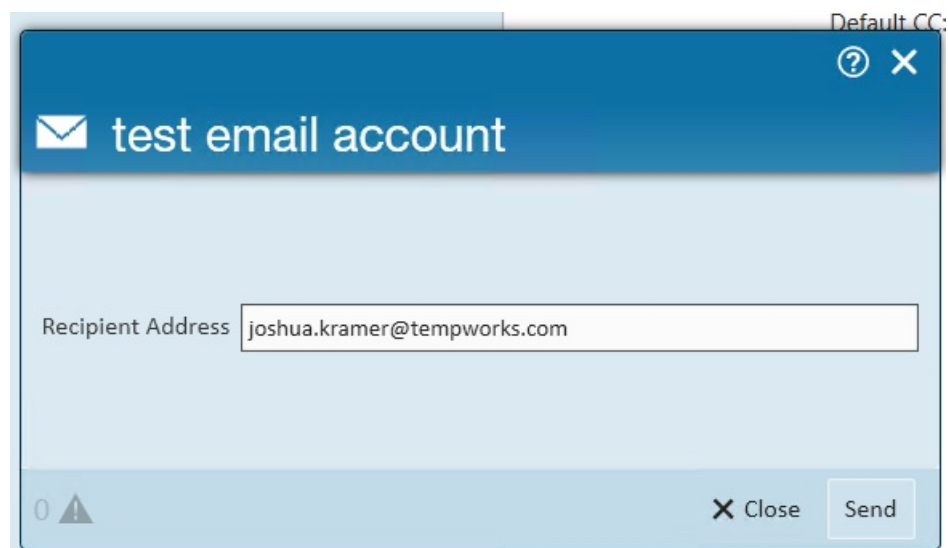 Default CC:
?
test email account
Recipient Address joshua.kramer@tempworks.com
0 Close Send